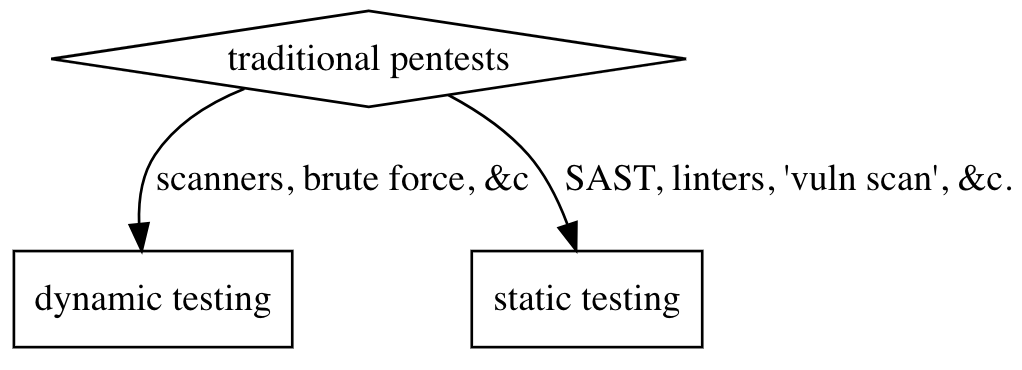 traditional pentests
scanners, brute force, &c
SAST, linters, 'vuln scan', &c.
dynamic testing
static testing